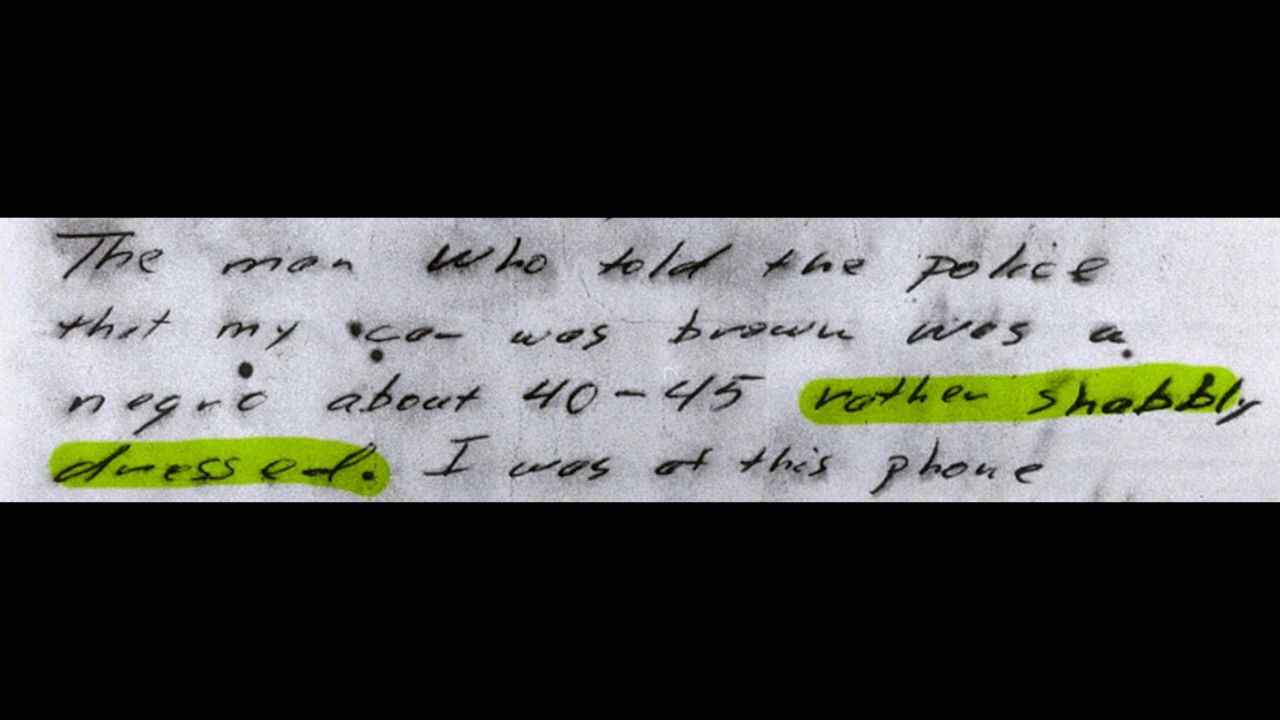 The man who told the police
that my car was brown was a
negro about 40-45 rather shabbly
dressed. I was at this phone